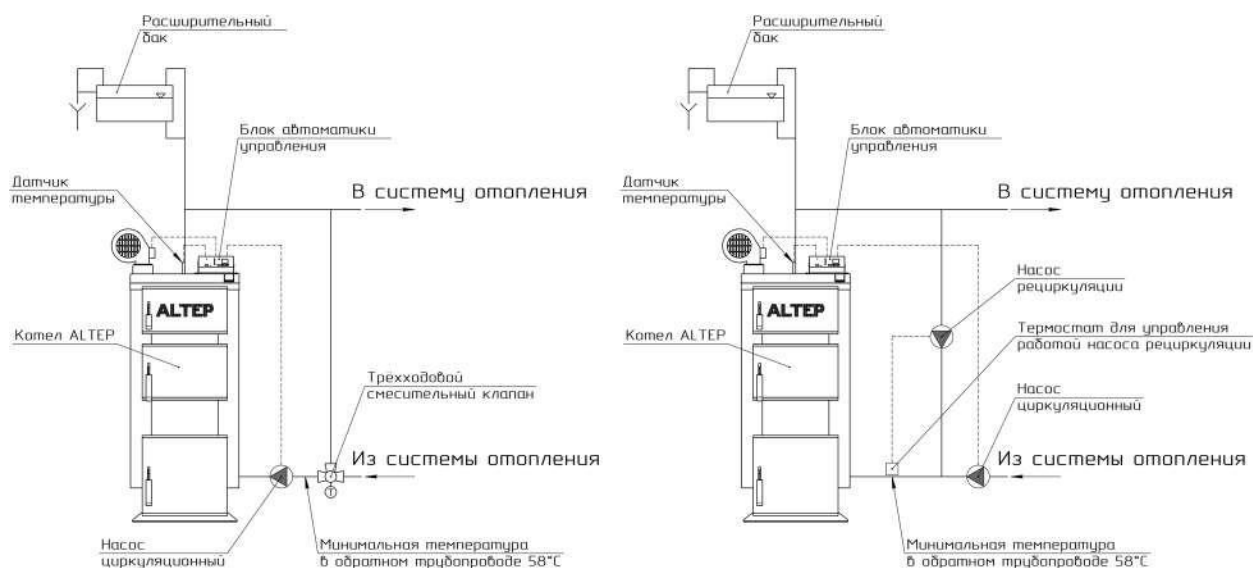 Расширительный
бак
Блок автоматики
управления
Датчик
температуры
В систему отопления
ALTEP
Котел ALTEP
Трехходовой
смесительный клапан
Из системы отопления
T
Насос
циркуляционный
Минимальная температура
в обратном трубопроводе 58°C
Расширительный
бак
Блок автоматики
управления
Датчик
температуры
В систему отопления
Насос
рециркуляции
ALTEP
Котел ALTEP
Термостат для управления
работой насоса рециркуляции
Насос
циркуляционный
Из системы отопления
Минимальная температура
в обратном трубопроводе 58°C